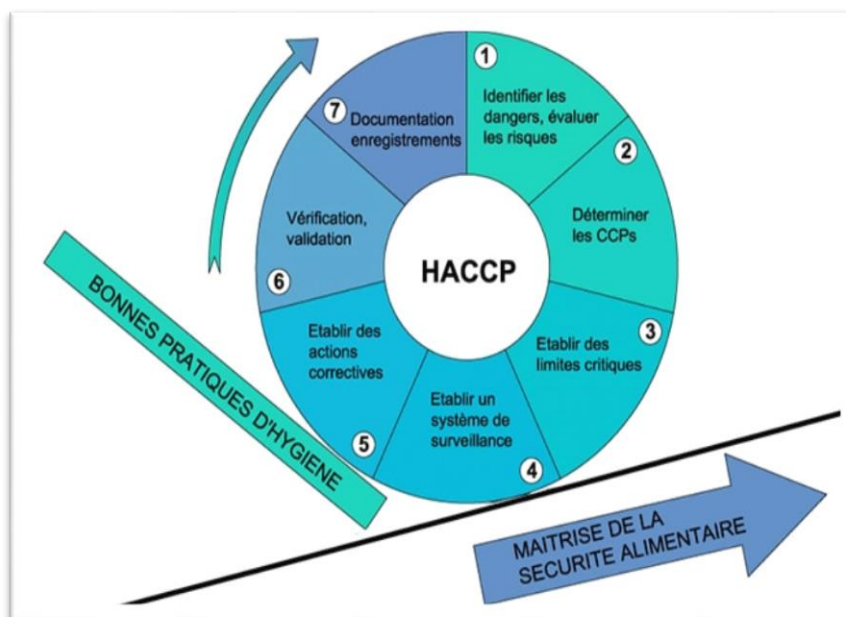 1
Identifier les
dangers, évaluer
les risques
2
Déterminer
les CCPs
3
Etablir des
limites critiques
4
Etablir un
système de
surveillance
5
Etablir des
actions
correctives
6
Vérification,
validation
7
Documentation
enregistrements
HACCP
BONNES PRATIQUES D'HYGIENE
MAITRISE DE LA
SECURITE ALIMENTAIRE